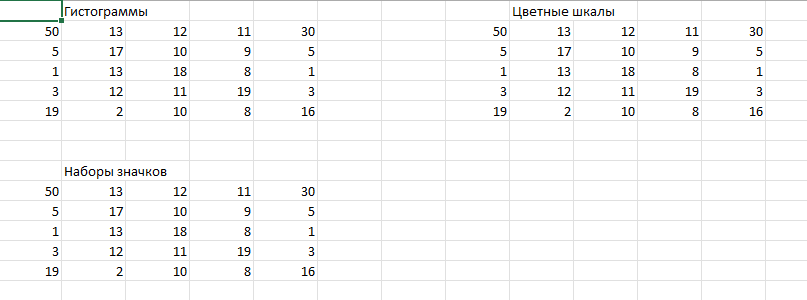 Гистограммы Цветные шкалы
50 13 12 11 30 50 13 12 11 30
5 17 10 9 5 5 17 10 9 5
1 13 18 8 1 1 13 18 8 1
3 12 11 19 3 3 12 11 19 3
19 2 10 8 16 19 2 10 8 16
Наборы значков
50 13 12 11 30
5 17 10 9 5
1 13 18 8 1
3 12 11 19 3
19 2 10 8 16